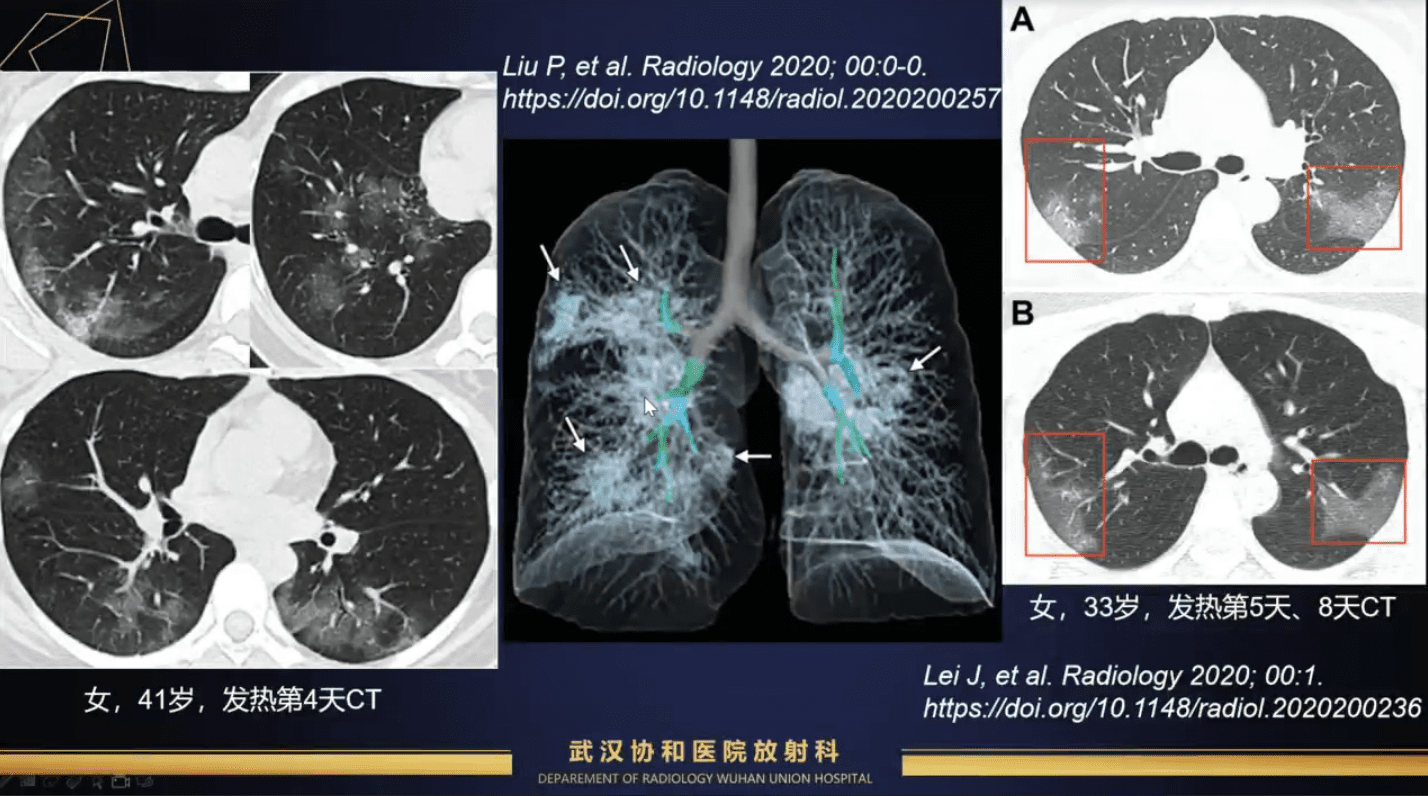 Liu P, et al. Radiology 2020; 00:0-0.
https://doi.org/10.1148/radiol.2020200257
A
B
女，41岁，发热第4天CT
女，33岁，发热第5天、8天CT
Lei J, et al. Radiology 2020; 00:1.
https://doi.org/10.1148/radiol.2020200236
武汉协和医院放射科
DEPAREMENT OF RADIOLOGY WUHAN UNION HOSPITAL